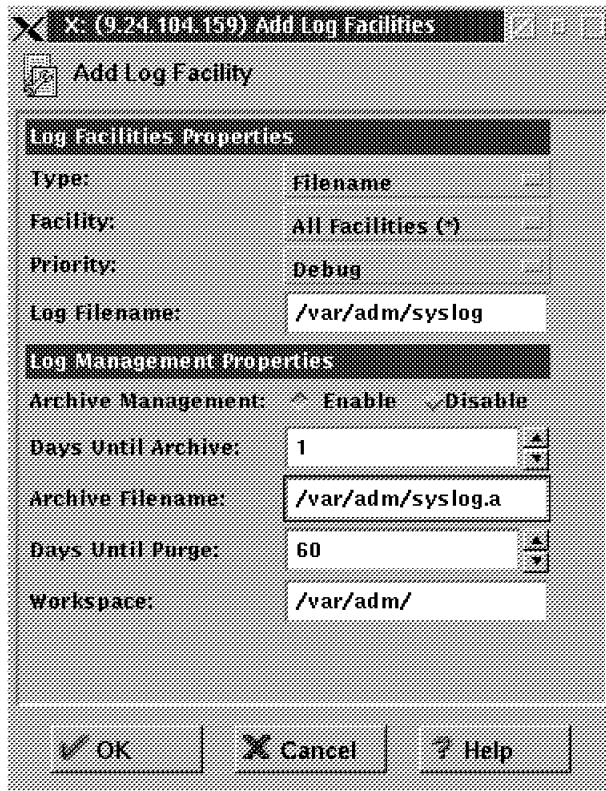 X: (9.24.104.159) Add Log Facilities
Add Log Facility
Log Facilities Properties
Type: Filename
Facility: All Facilities (*)
Priority: Debug
Log Filename: /var/adm/syslog
Log Management Properties
Archive Management: Enable Disable
Days Until Archive: 1
Archive Filename: /var/adm/syslog.a
Days Until Purge: 60
Workspace: /var/adm/
OK Cancel ? Help